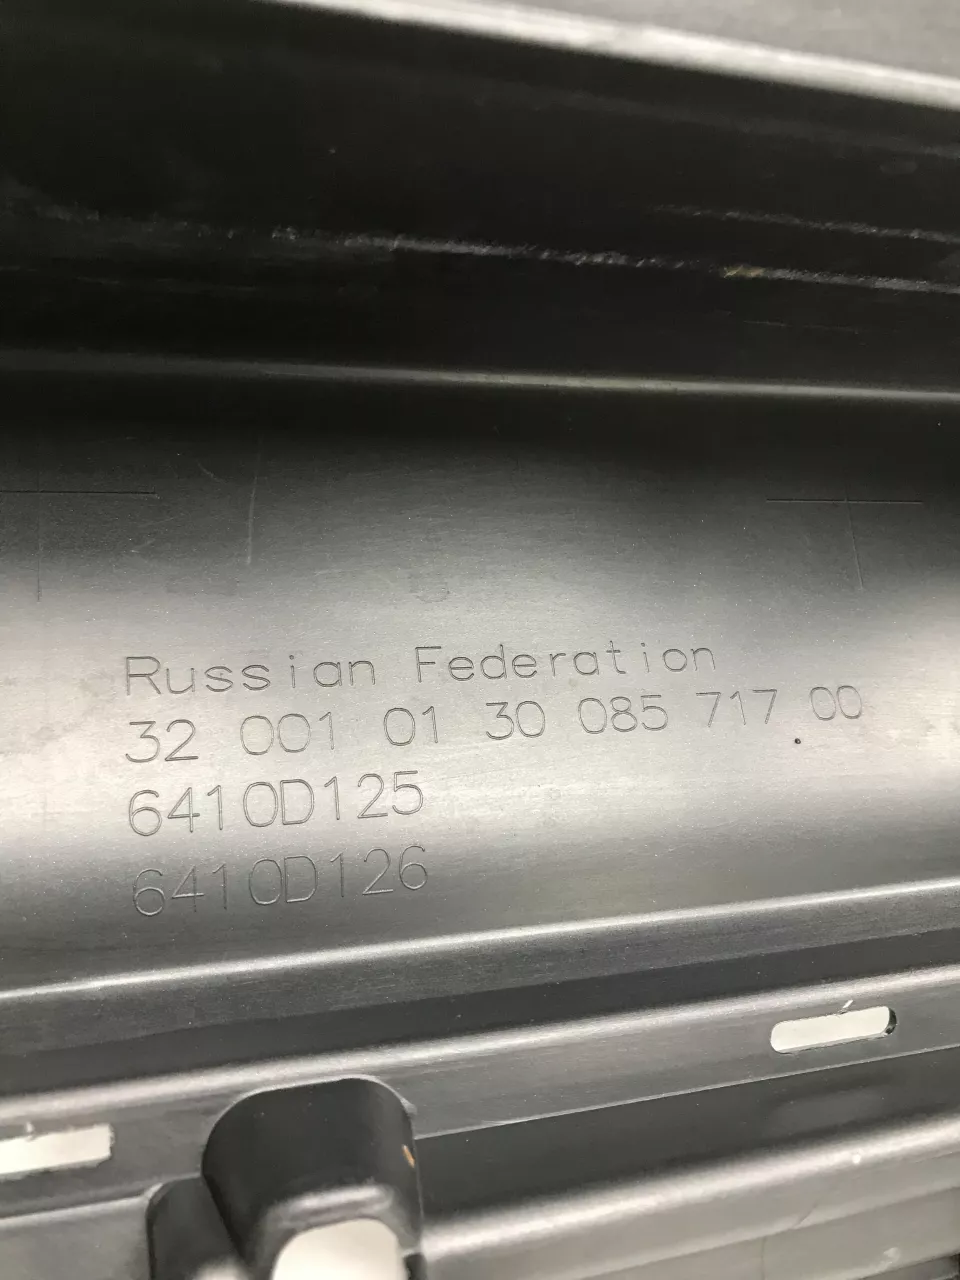 Russian Federation
32 001 01 30 085 717 00
6410D125
6410D126